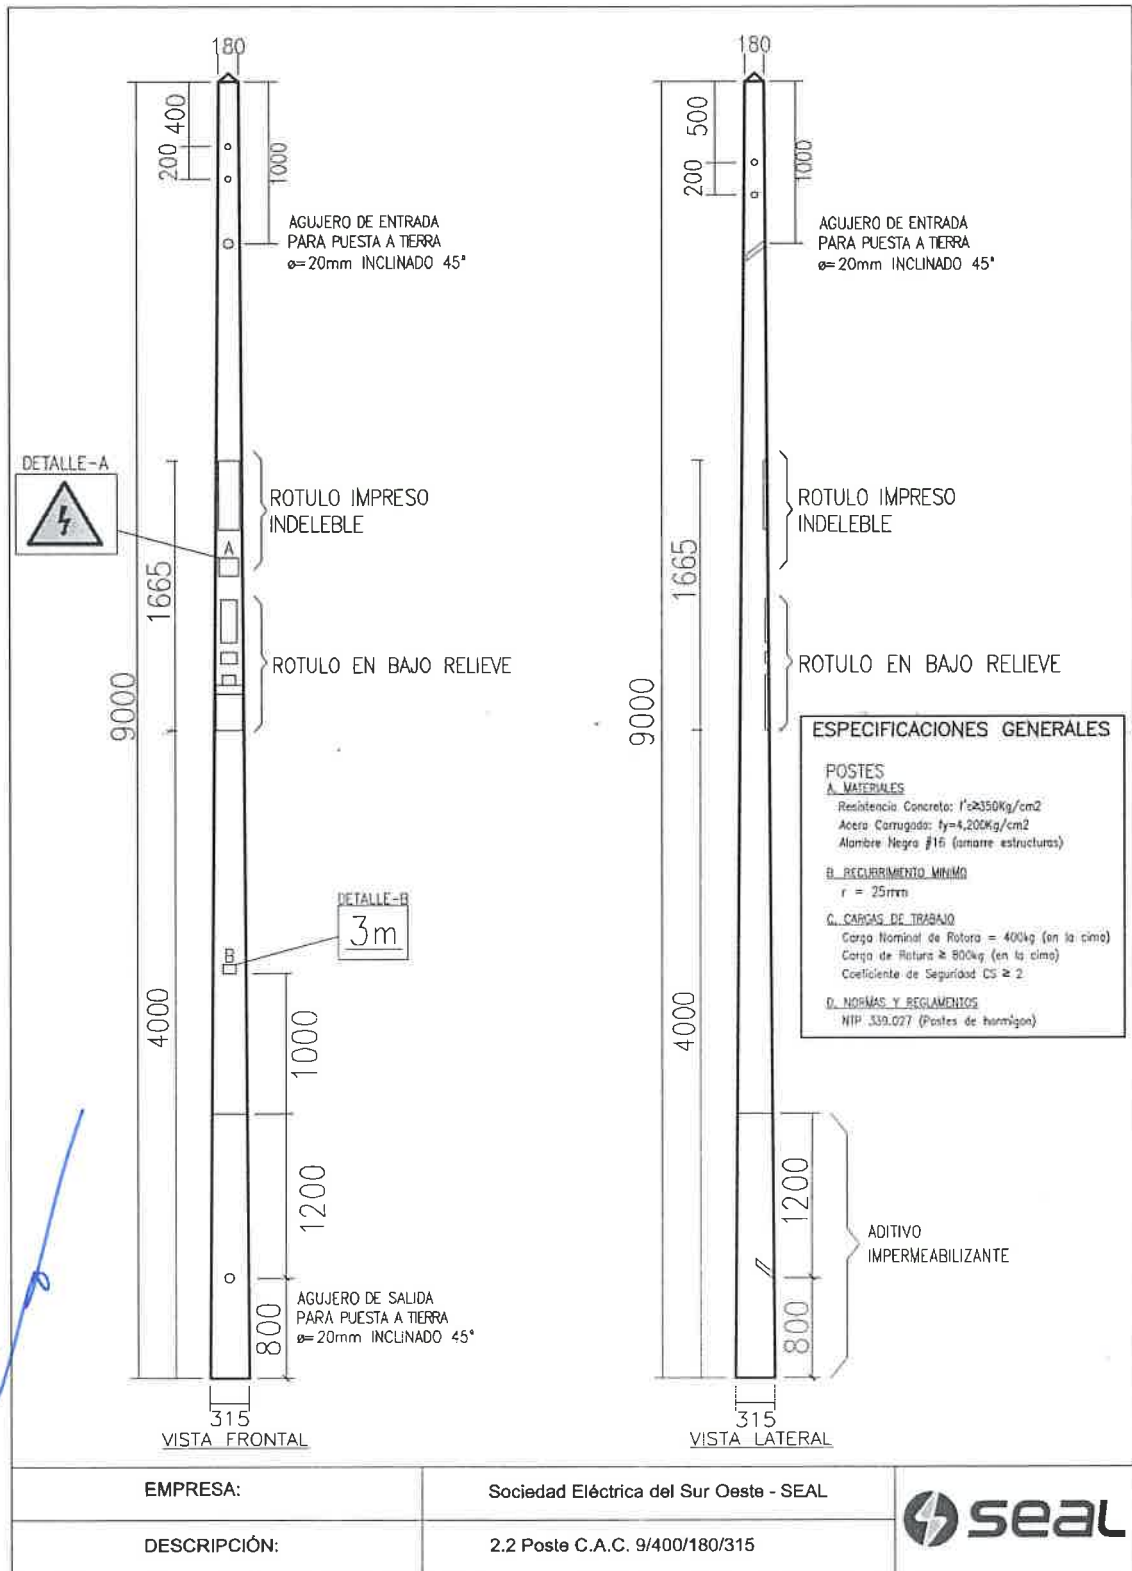 180
400
200
1000
AGUJERO DE ENTRADA
PARA PUESTA A TIERRA
ø=20mm INCLINADO 45°
DETALLE-A
ROTULO IMPRESO
INDELEBLE
A
1665
ROTULO EN BAJO RELIEVE
9000
DETALLE-B
3m
B
4000
1000
1200
AGUJERO DE SALIDA
PARA PUESTA A TIERRA
ø=20mm INCLINADO 45°
800
315
VISTA FRONTAL
180
500
200
1000
AGUJERO DE ENTRADA
PARA PUESTA A TIERRA
ø=20mm INCLINADO 45°
ROTULO IMPRESO
INDELEBLE
1665
ROTULO EN BAJO RELIEVE
9000
ESPECIFICACIONES GENERALES
POSTES
A. MATERIALES
Resistencia Concreto: f'c≥350Kg/cm2
Acero Corrugado: fy=4,200Kg/cm2
Alambre Negro #16 (amarre estructuras)
B. RECUBRIMIENTO MINIMO
r = 25mm
C. CARGAS DE TRABAJO
Carga Nominal de Rotura = 400kg (en la cima)
Carga de Rotura ≥ 800kg (en la cima)
Coeficiente de Seguridad CS ≥ 2
D. NORMAS Y REGLAMENTOS
NTP 339.027 (Postes de hormigon)
4000
1200
ADITIVO
IMPERMEABILIZANTE
800
315
VISTA LATERAL
EMPRESA:
Sociedad Eléctrica del Sur Oeste - SEAL
DESCRIPCIÓN:
2.2 Poste C.A.C. 9/400/180/315
seal